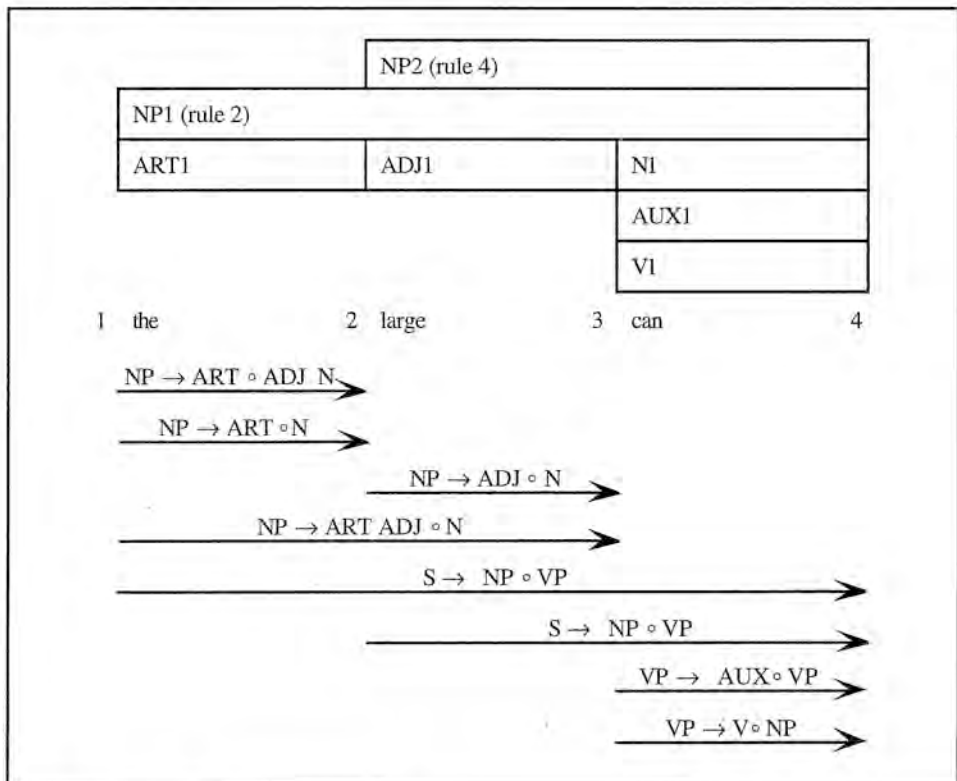 NP2 (rule 4)
NP1 (rule 2)
ART1 ADJ1 N1
AUX1
V1
1 the 2 large 3 can 4
NP → ART ∘ ADJ N
NP → ART ∘ N
NP → ADJ ∘ N
NP → ART ADJ ∘ N
S → NP ∘ VP
S → NP ∘ VP
VP → AUX ∘ VP
VP → V ∘ NP